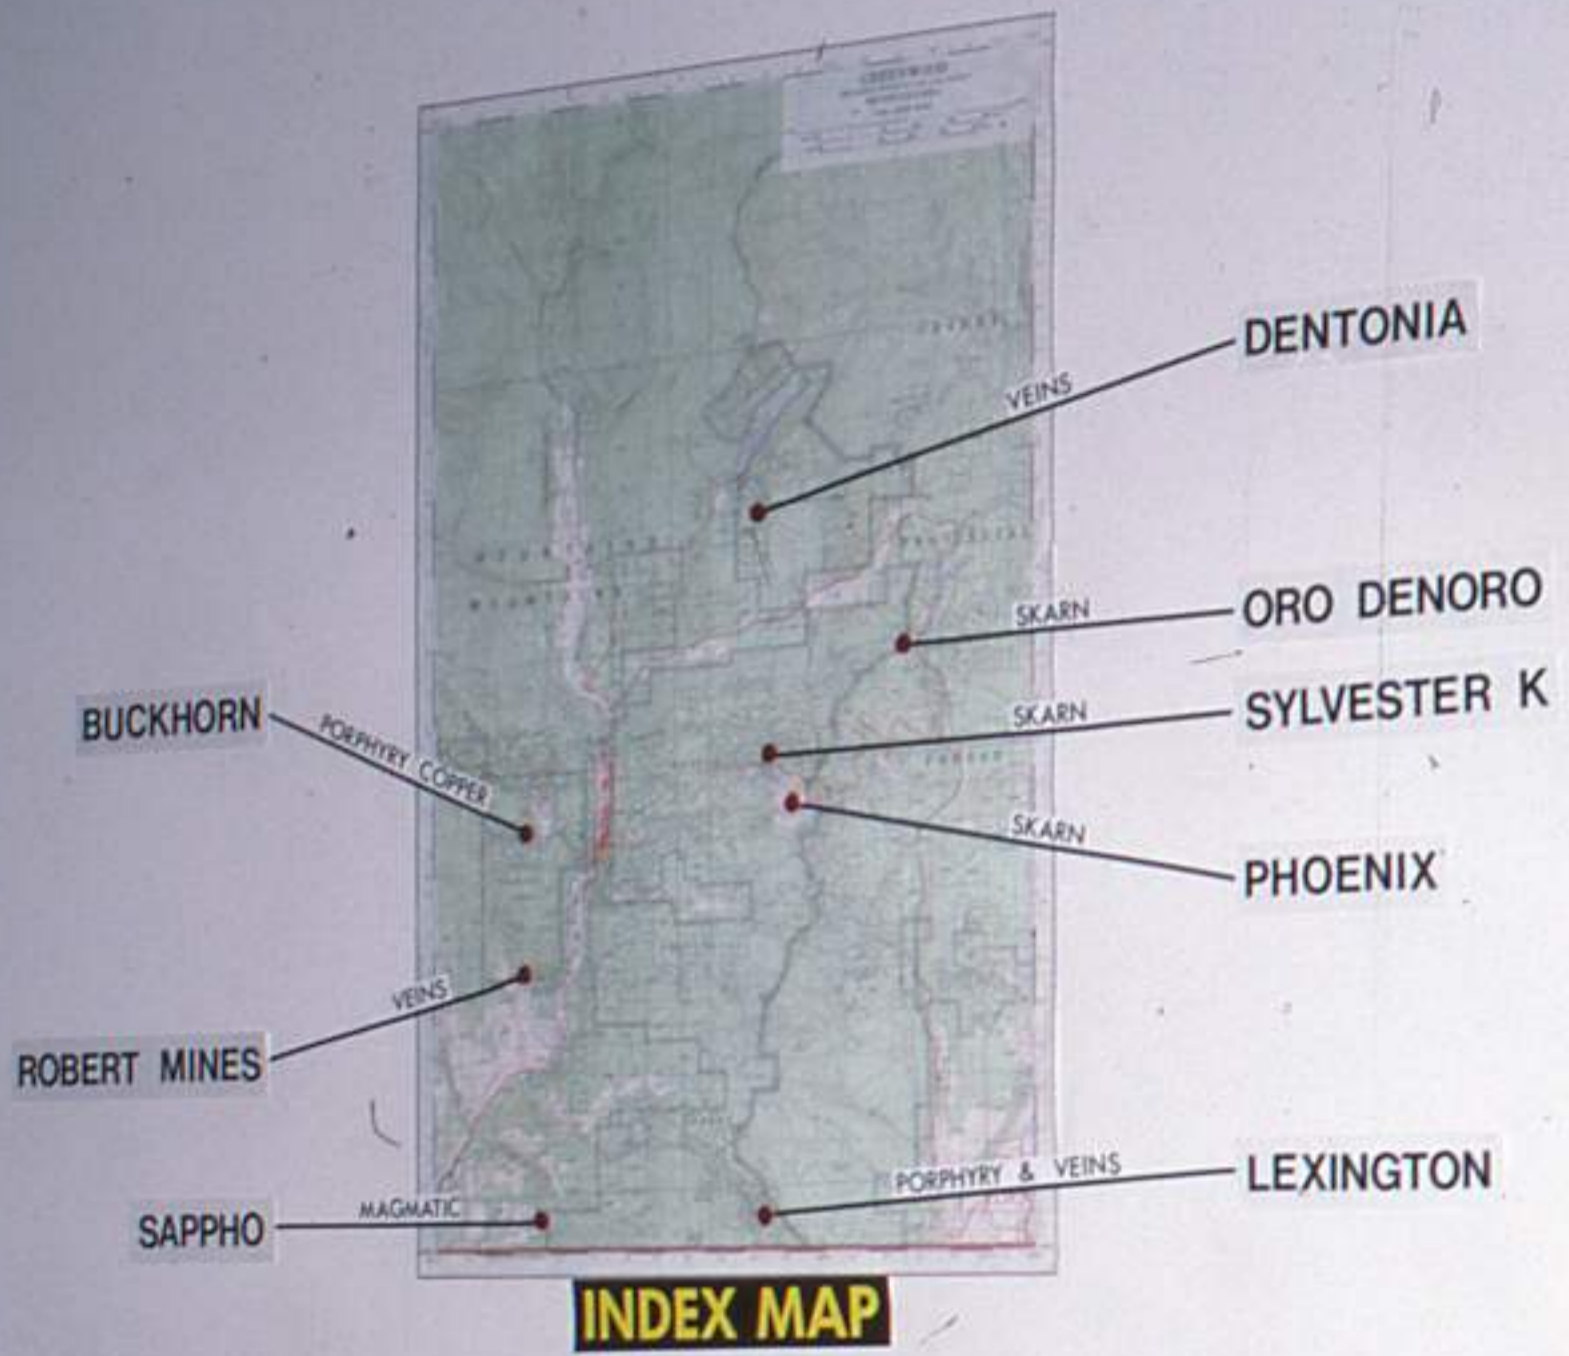 GREENWOOD
DENTONIA
VEINS
ORO DENORO
SKARN
SYLVESTER K
SKARN
BUCKHORN
PORPHYRY COPPER
PHOENIX
SKARN
ROBERT MINES
VEINS
LEXINGTON
PORPHYRY & VEINS
SAPPHO
MAGMATIC
INDEX MAP